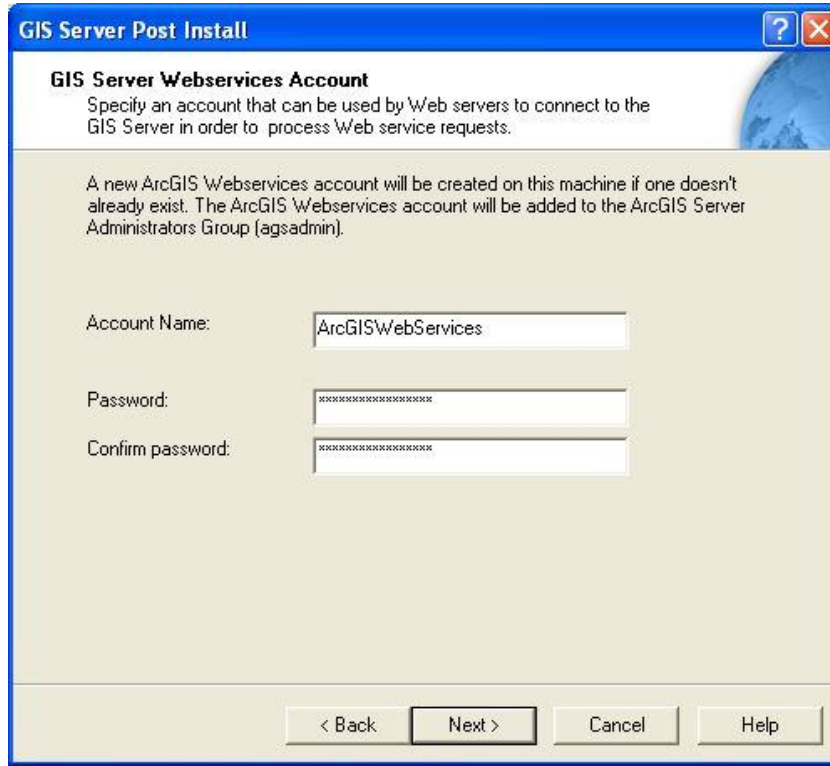 GIS Server Post Install
GIS Server Webservices Account
Specify an account that can be used by Web servers to connect to the
GIS Server in order to process Web service requests.
A new ArcGIS Webservices account will be created on this machine if one doesn't
already exist. The ArcGIS Webservices account will be added to the ArcGIS Server
Administrators Group (agsadmin).
Account Name: ArcGISWebServices
Password: *****************
Confirm password: *****************
< Back Next > Cancel Help